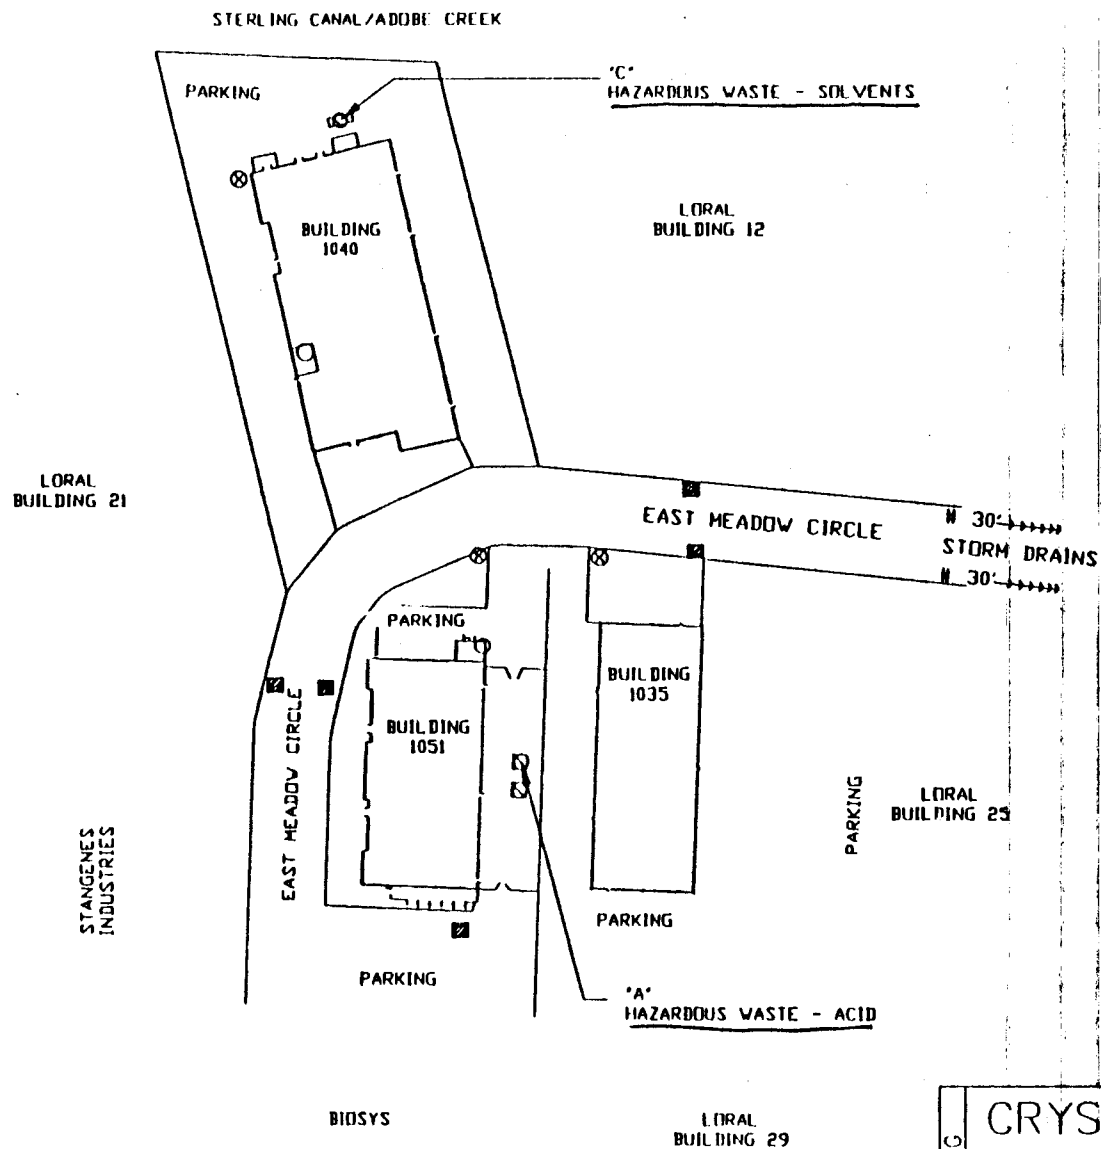 STERLING CANAL/ADOBE CREEK
"C"
HAZARDOUS WASTE - SOLVENTS
PARKING
LORAL
BUILDING 12
BUILDING
1040
LORAL
BUILDING 21
EAST MEADOW CIRCLE
30'
STORM DRAINS
30'
PARKING
BUILDING
1035
BUILDING
1051
EAST MEADOW CIRCLE
PARKING
LORAL
BUILDING 25
STANGENES
INDUSTRIES
PARKING
PARKING
"A"
HAZARDOUS WASTE - ACID
BIOSYS
LORAL
BUILDING 29
CRYS